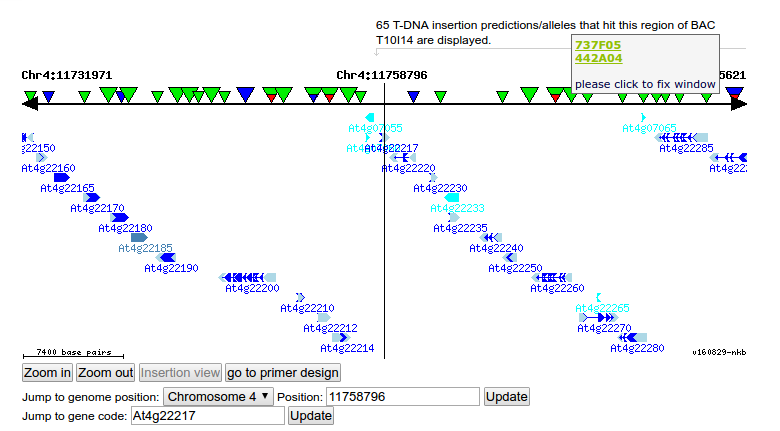 65 T-DNA insertion predictions/alleles that hit this region of BAC
T10I14 are displayed.
737F05
442A04
please click to fix window
Chr4:11731971
Chr4:11758796
5621
At4g07055
At4g07065
g22150
At4g22217
At4g22285
At4g22160
At4g22220
At4g22
At4g22165
At4g22230
At4g22170
At4g22233
At4g22180
At4g22235
At4g22185
At4g22240
At4g22190
At4g22250
At4g22200
At4g22260
At4g22210
At4g22265
At4g22212
At4g22270
At4g22214
At4g22280
7400 base pairs
v160829-nkb
Zoom in Zoom out Insertion view go to primer design
Jump to genome position: Chromosome 4 Position: 11758796 Update
Jump to gene code: At4g22217 Update